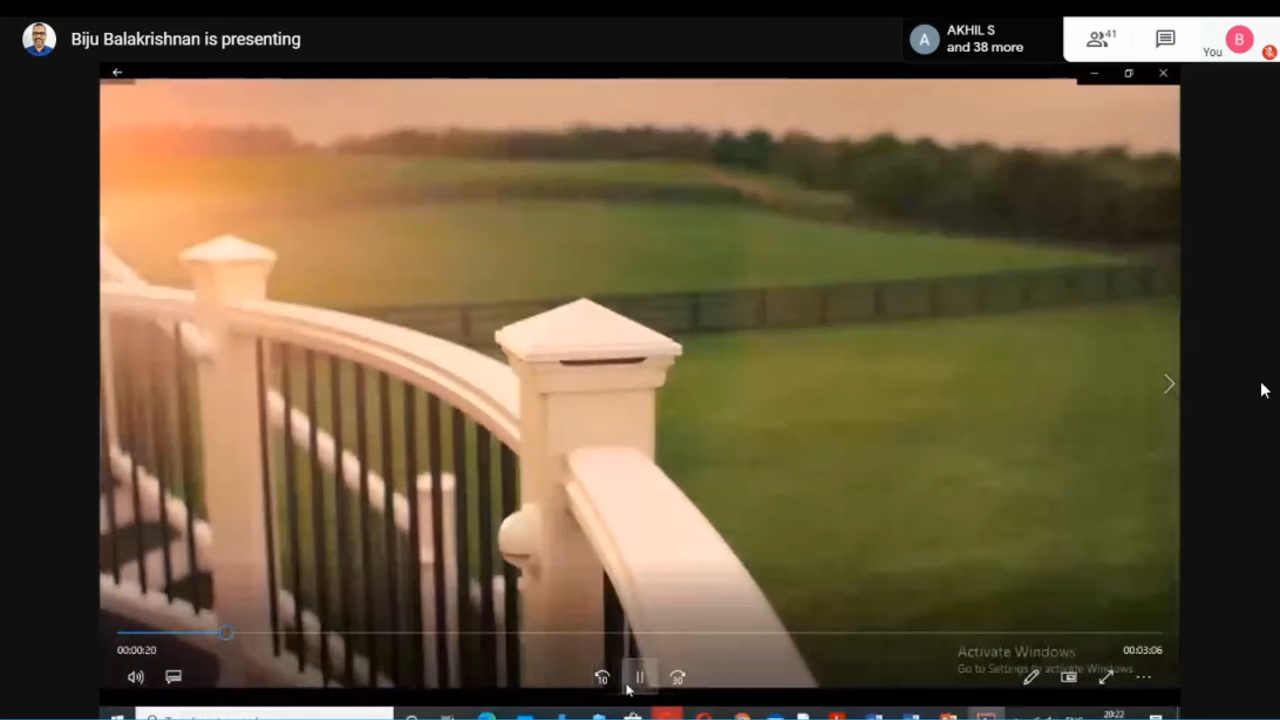 Biju Balakrishnan is presenting
A
AKHIL S
and 38 more
41
You
B
00:00:20
10
30
Activate Windows
Go to Settings to activate Windows.
00:03:06
20:22